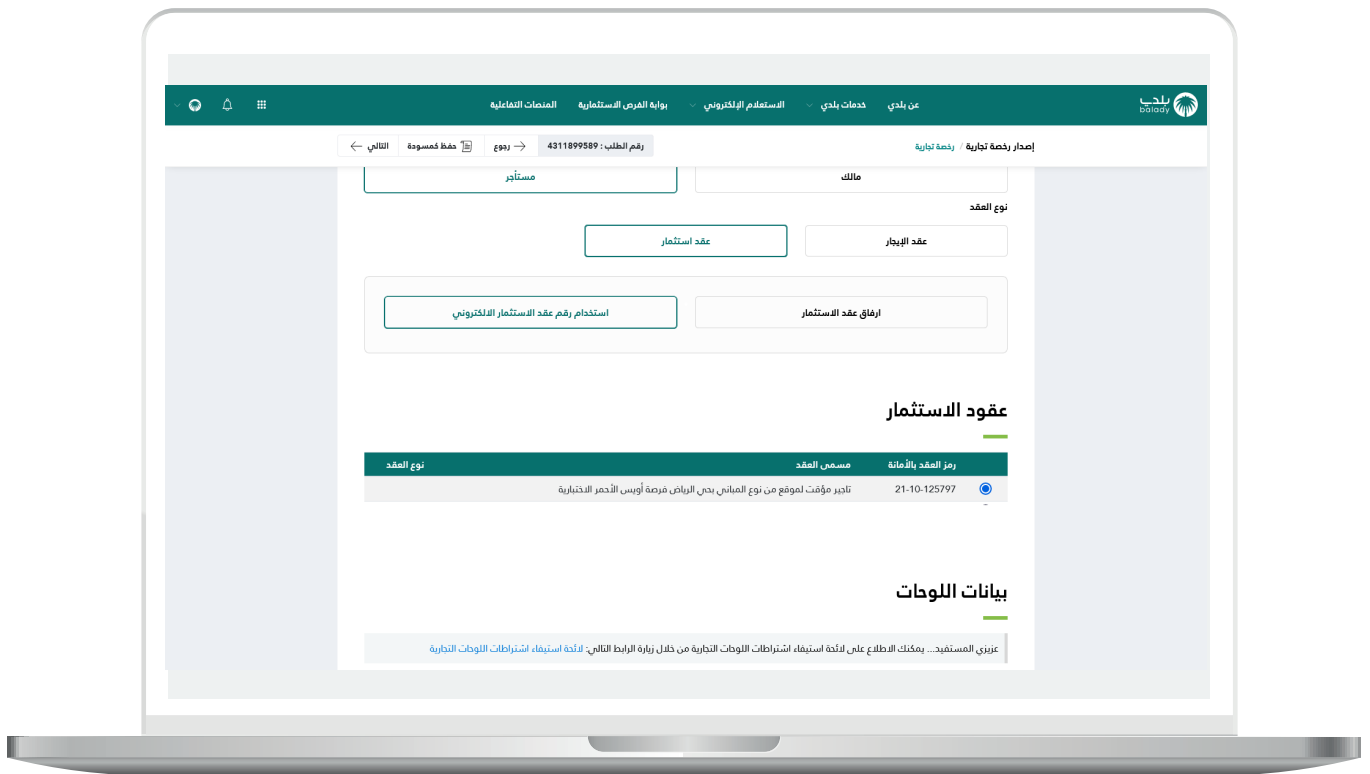 بلدي
balady
عن بلدي خدمات بلدي الاستعلام الإلكتروني بوابة الفرص الاستثمارية المنصات التفاعلية
إصدار رخصة تجارية / رخصة تجارية رقم الطلب : 4311899589 رجوع حفظ كمسودة التالي
مالك مستأجر
نوع العقد
عقد الإيجار عقد استثمار
ارفاق عقد الاستثمار استخدام رقم عقد الاستثمار الالكتروني
عقود الاستثمار
رمز العقد بالأمانة مسمى العقد نوع العقد
21-10-125797 تاجير مؤقت لموقع من نوع المباني بحي الرياض فرصة أويس الأحمر الاختبارية
بيانات اللوحات
عزيزي المستفيد... يمكنك الاطلاع على لائحة استيفاء اشتراطات اللوحات التجارية من خلال زيارة الرابط التالي: لائحة استيفاء اشتراطات اللوحات التجارية